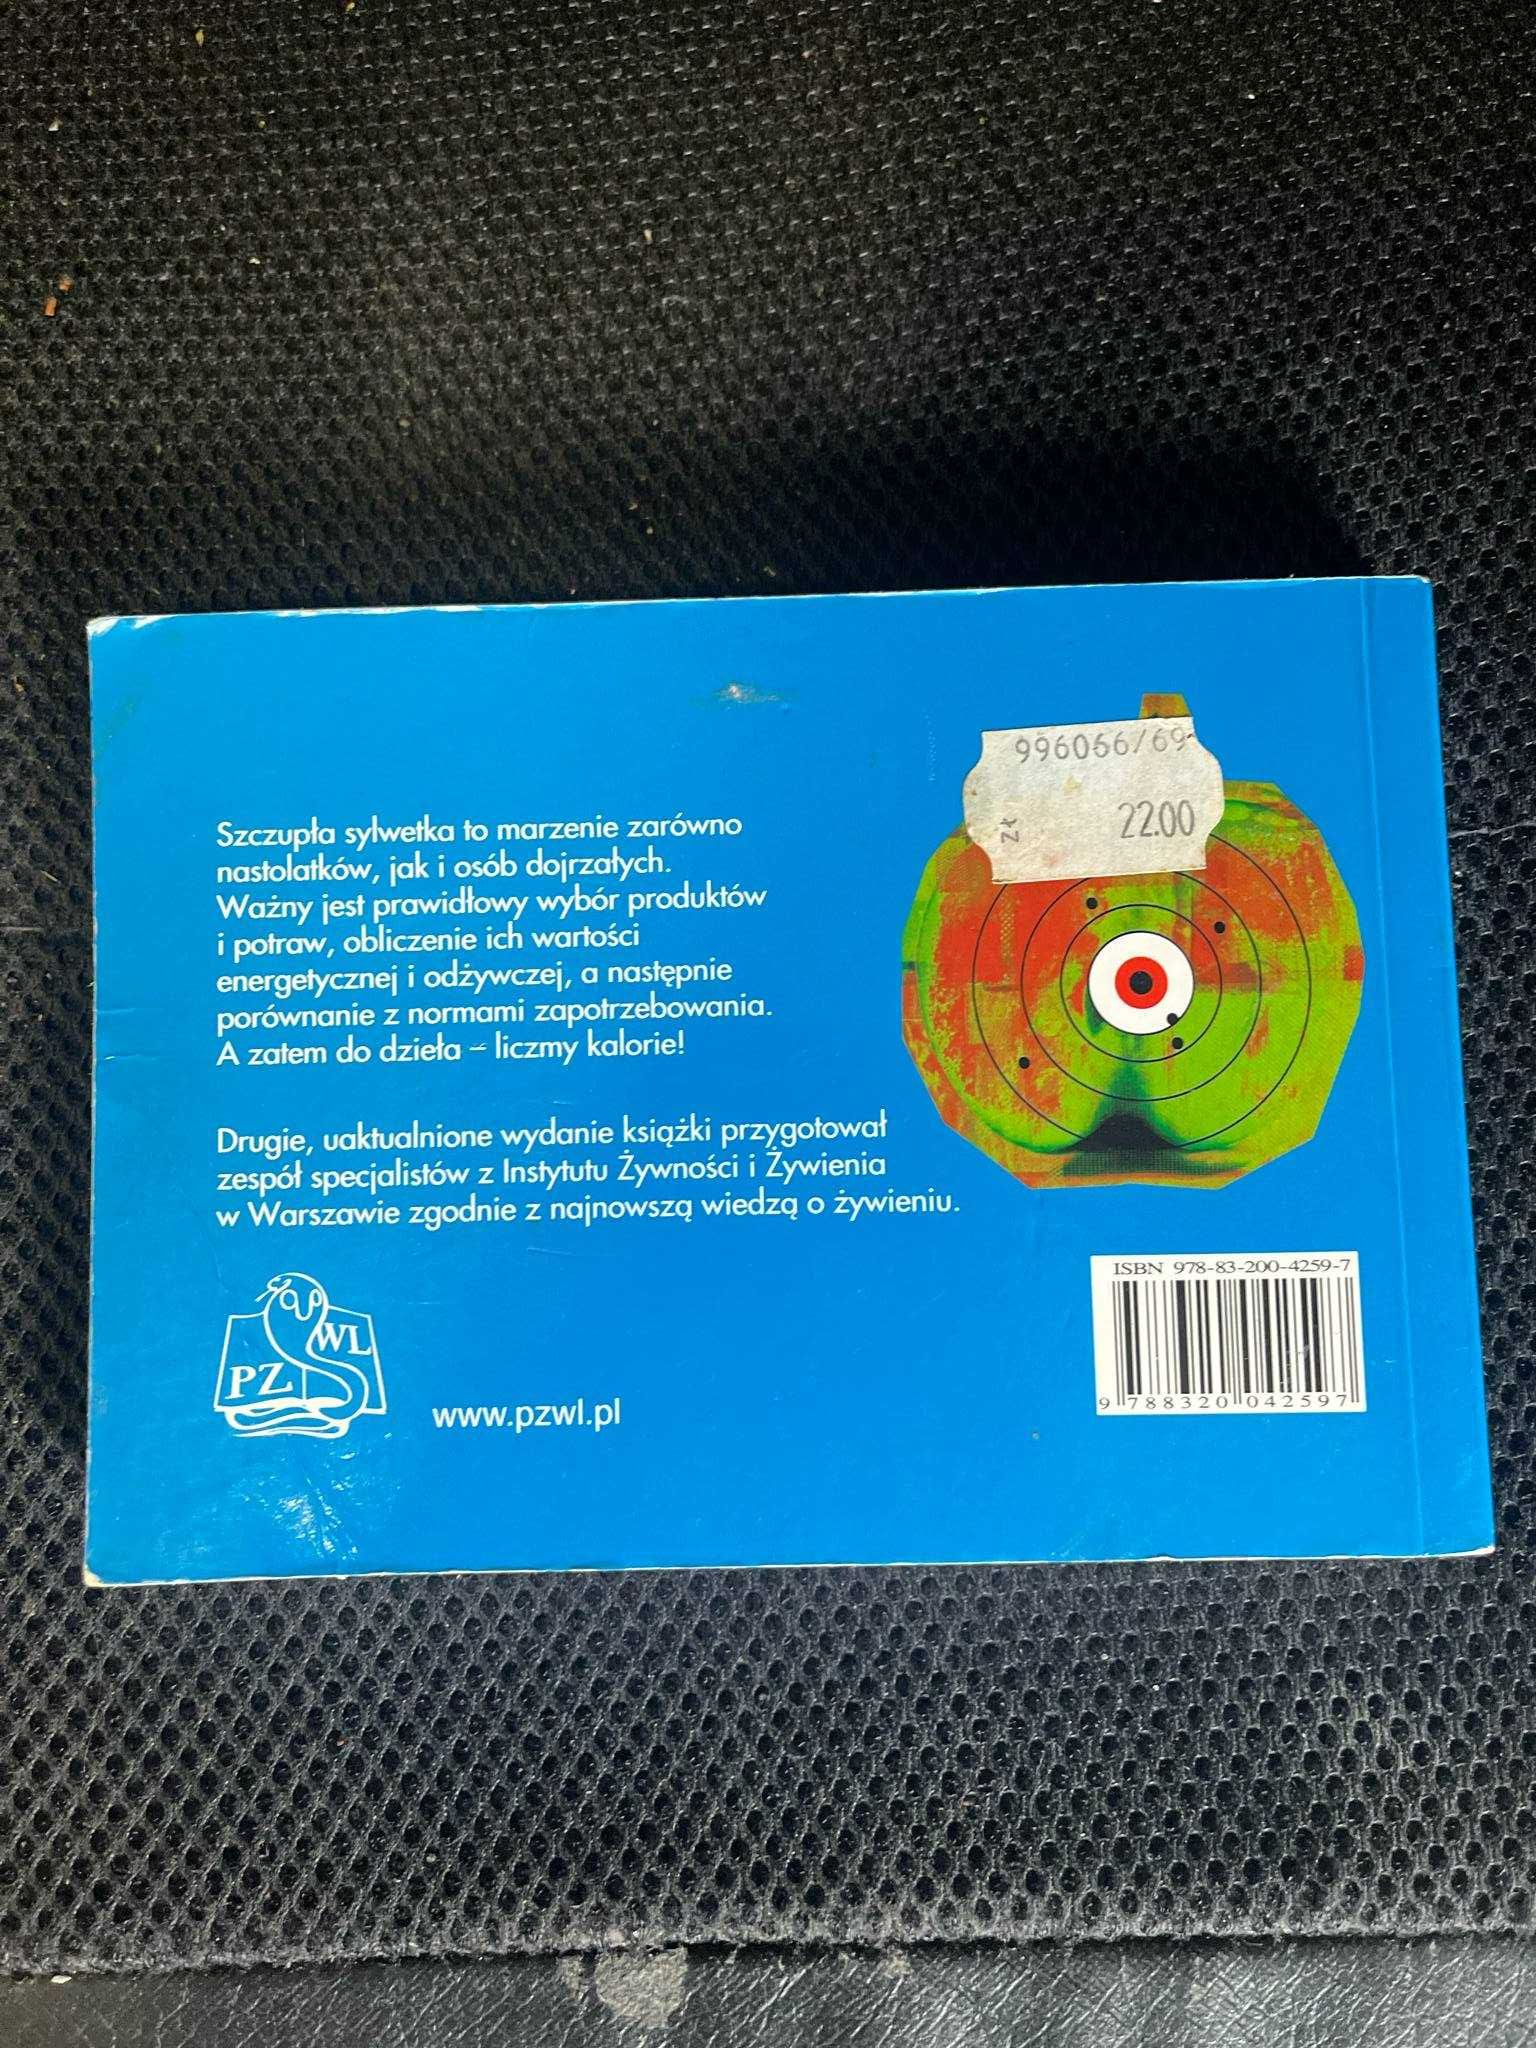 996066/69
zł 22.00
Szczupła sylwetka to marzenie zarówno
nastolatków, jak i osób dojrzałych.
Ważny jest prawidłowy wybór produktów
i potraw, obliczenie ich wartości
energetycznej i odżywczej, a następnie
porównanie z normami zapotrzebowania.
A zatem do dzieła – liczmy kalorie!
Drugie, uaktualnione wydanie książki przygotował
zespół specjalistów z Instytutu Żywności i Żywienia
w Warszawie zgodnie z najnowszą wiedzą o żywieniu.
PZWL
www.pzwl.pl
ISBN 978-83-200-4259-7
9 788320 042597